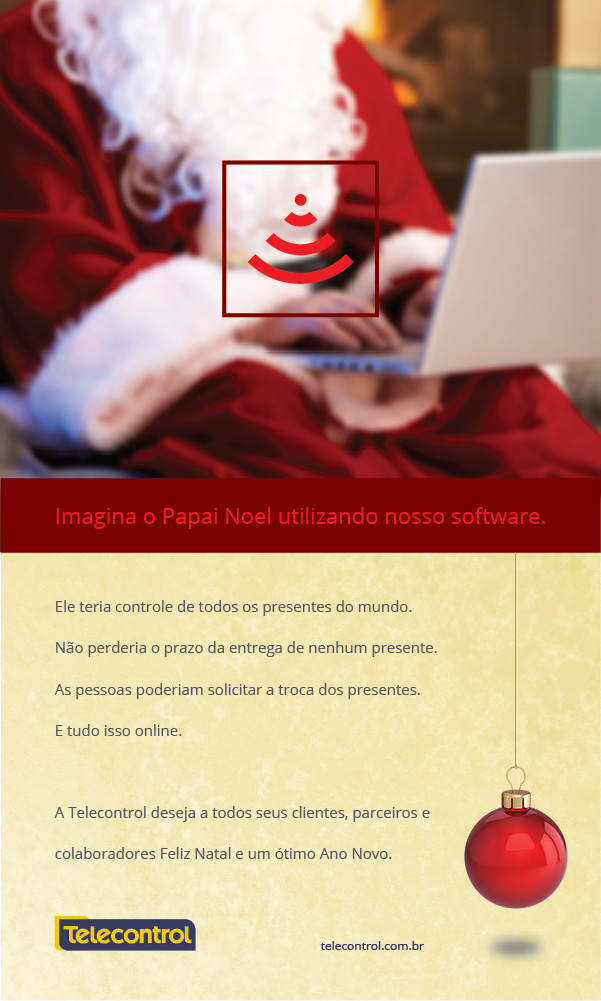 Imagina o Papai Noel utilizando nosso software.
Ele teria controle de todos os presentes do mundo.
Não perderia o prazo da entrega de nenhum presente.
As pessoas poderiam solicitar a troca dos presentes.
E tudo isso online.
A Telecontrol deseja a todos seus clientes, parceiros e
colaboradores Feliz Natal e um ótimo Ano Novo.
Telecontrol
telecontrol.com.br